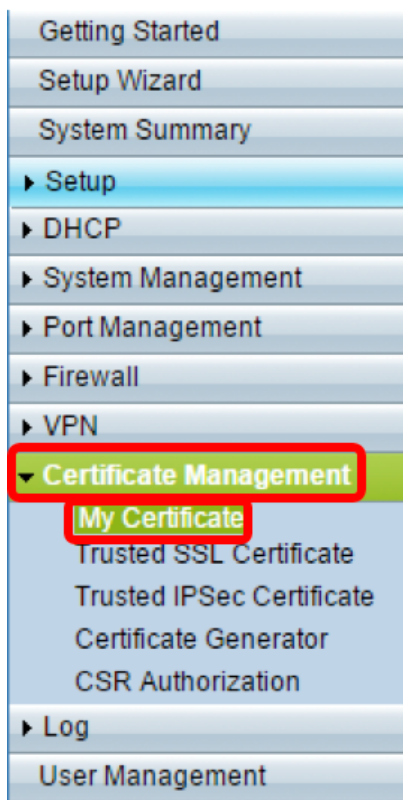 Getting Started
Setup Wizard
System Summary
Setup
DHCP
System Management
Port Management
Firewall
VPN
Certificate Management
My Certificate
Trusted SSL Certificate
Trusted IPSec Certificate
Certificate Generator
CSR Authorization
Log
User Management